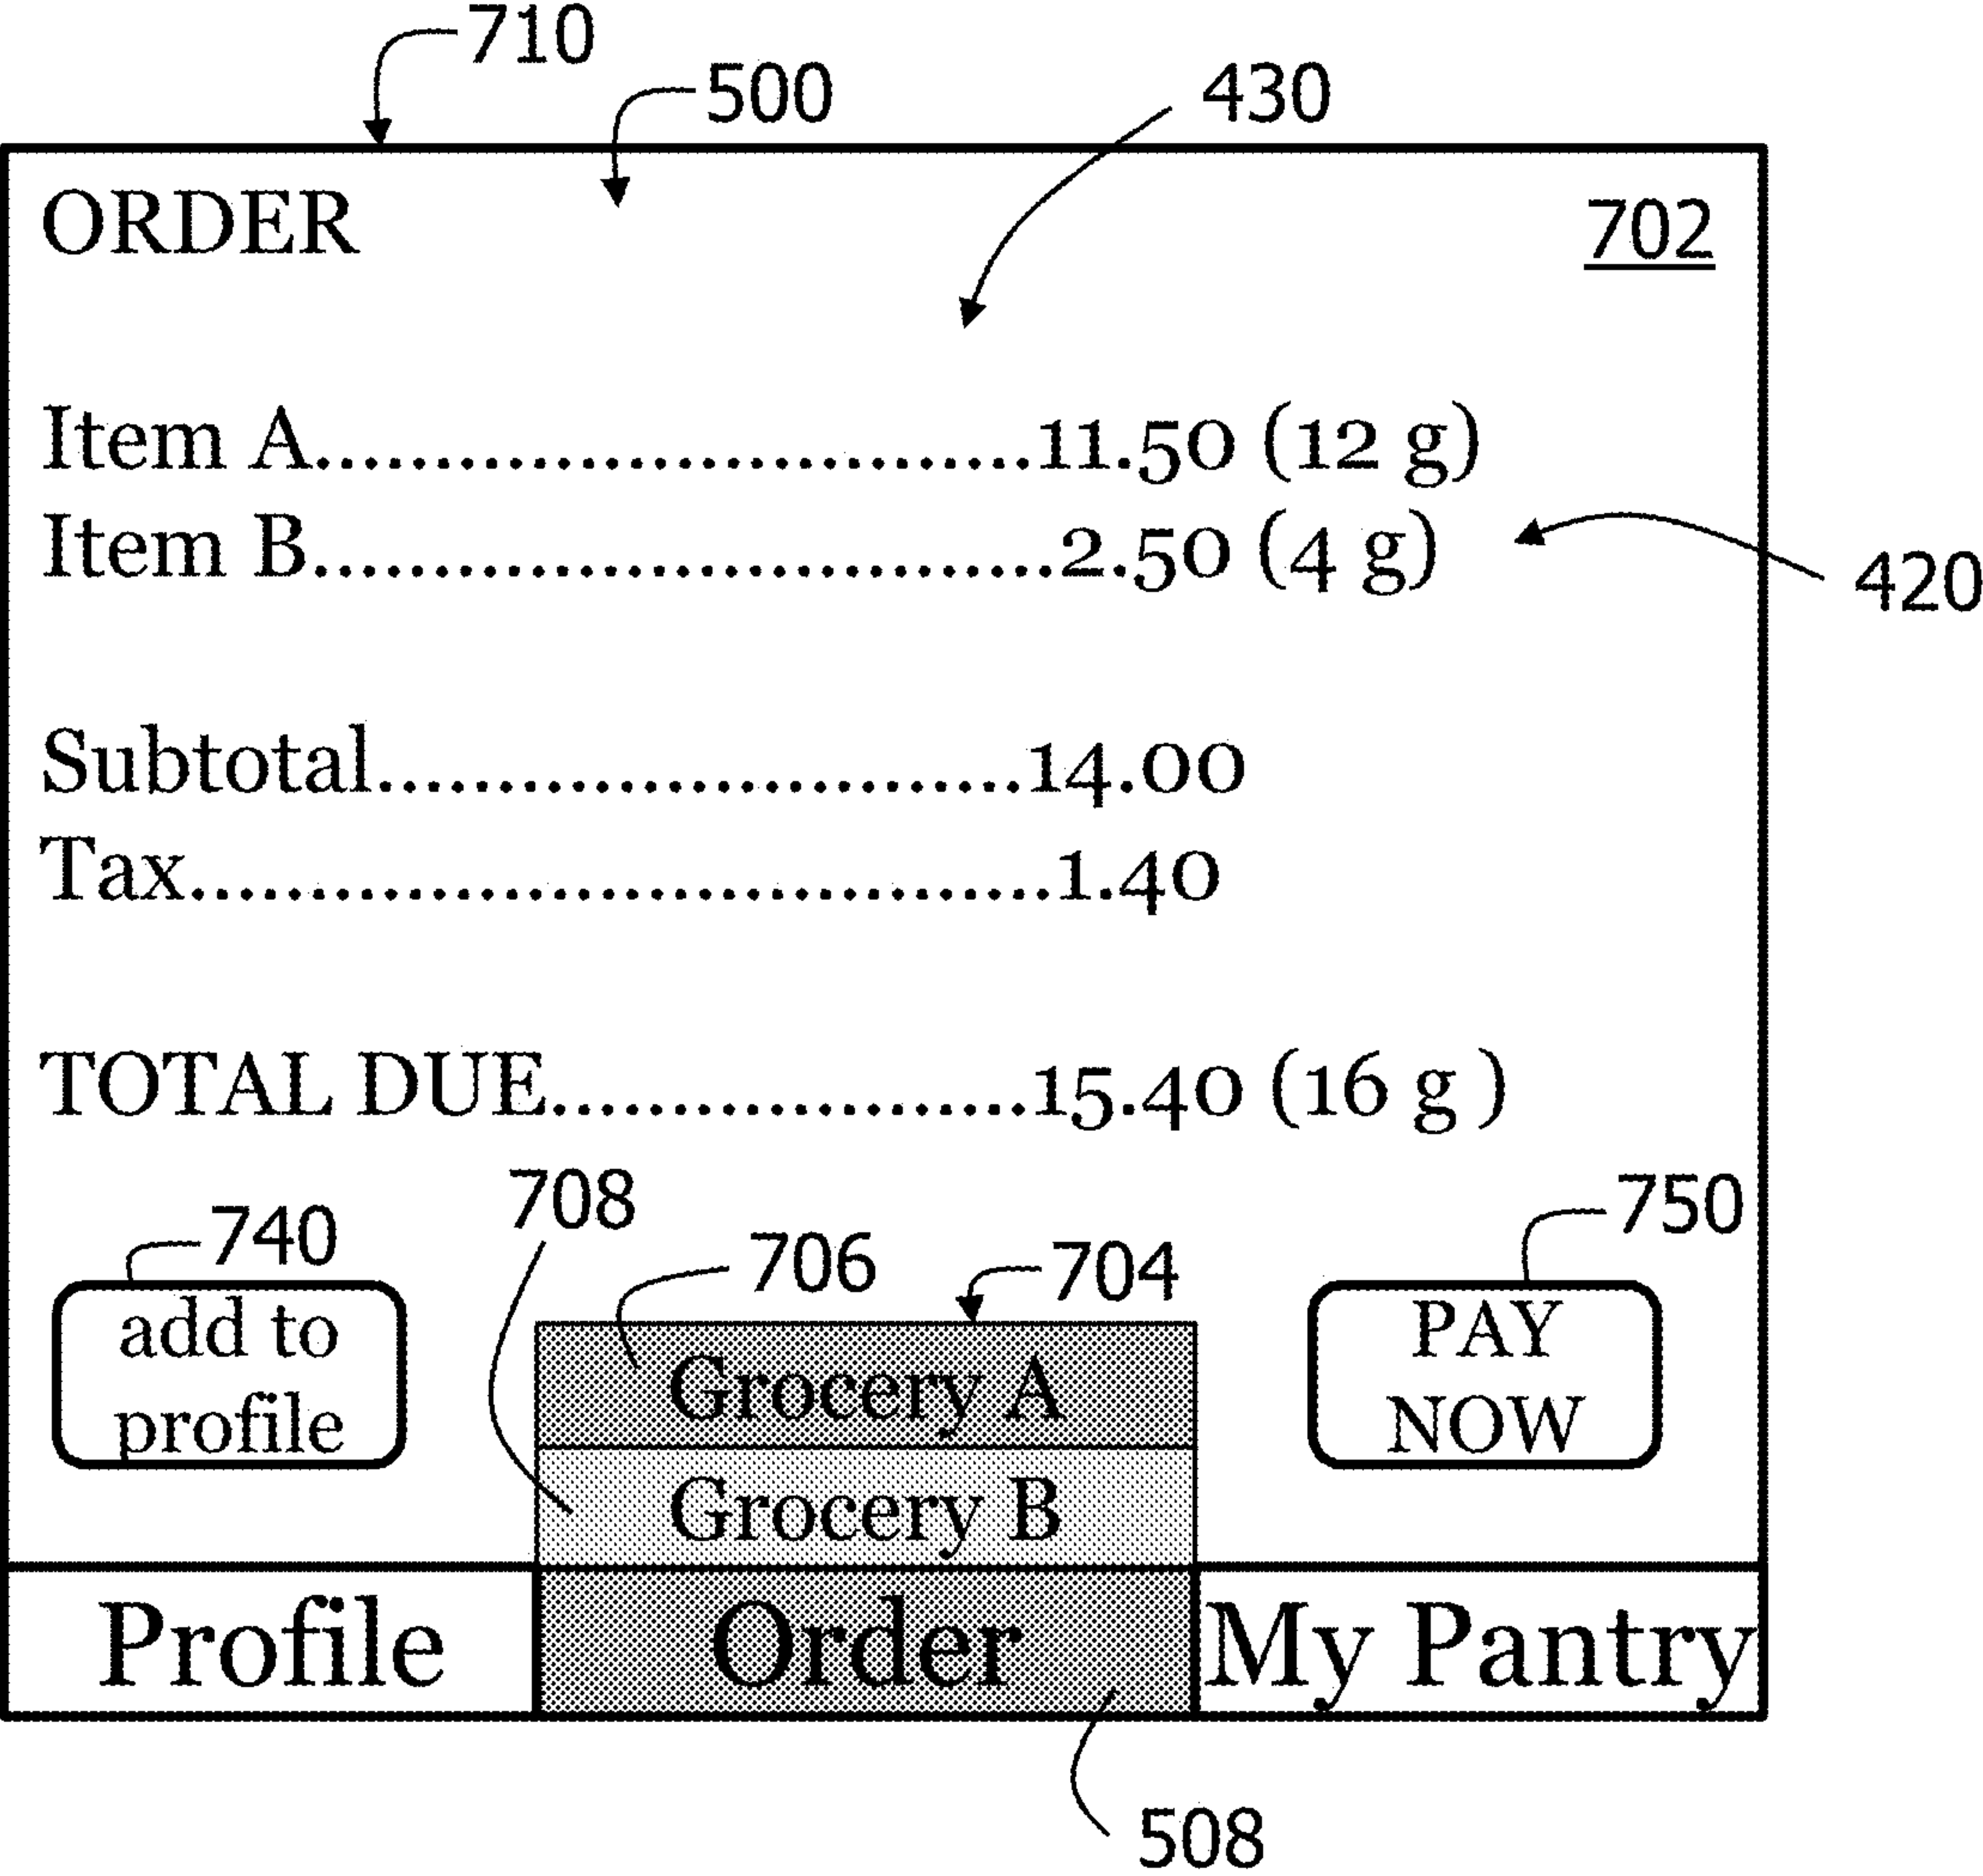 710
500
430
ORDER
702
Item A..............................11.50 (12 g)
Item B...............................2.50 (4 g)
420
Subtotal...........................14.00
Tax....................................1.40
TOTAL DUE....................15.40 (16 g )
708
750
740
706
704
add to
profile
PAY
NOW
Grocery A
Grocery B
Profile
Order
My Pantry
508